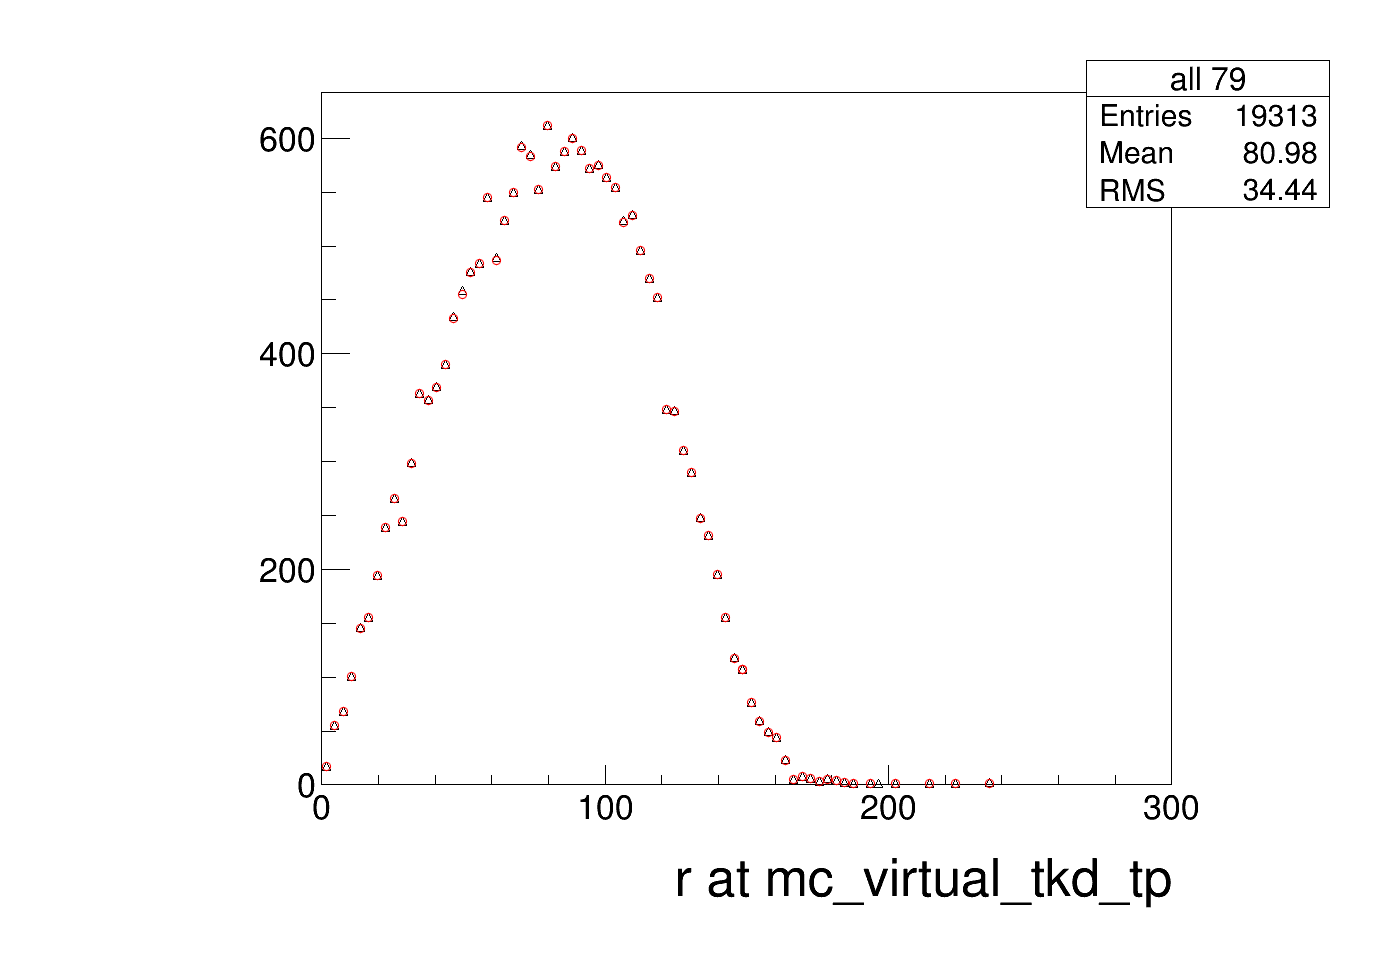 all 79
Entries 19313
Mean 80.98
RMS 34.44
600
400
200
0
0 100 200 300
r at mc_virtual_tkd_tp